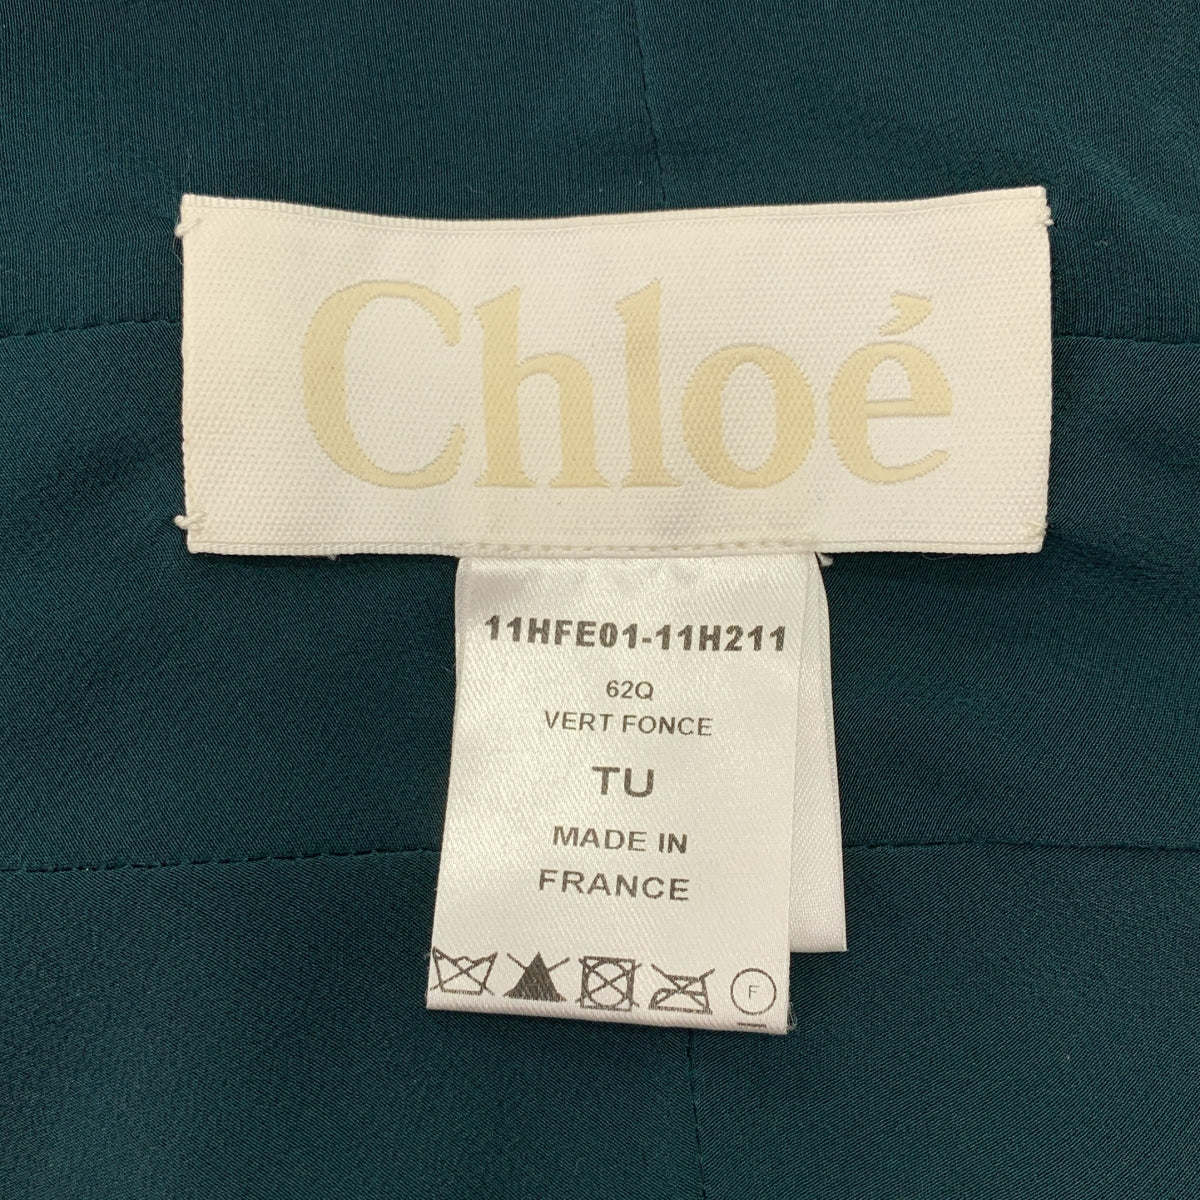 Chloé
11HFE01-11H211
62Q
VERT FONCE
TU
MADE IN
FRANCE
F